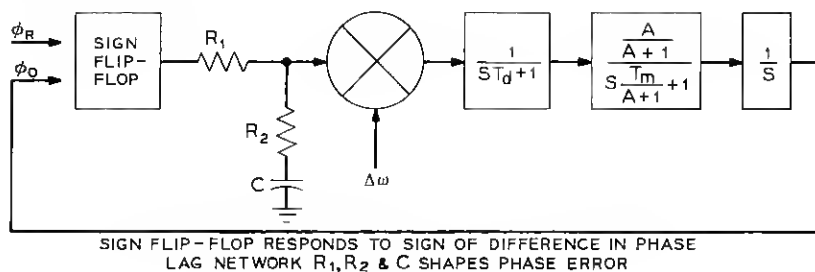 ϕR
ϕO
SIGN
FLIP-
FLOP
R1
R2
C
Δω
1
STd+1
A
A+1
S Tm
A+1 +1
1
S
SIGN FLIP-FLOP RESPONDS TO SIGN OF DIFFERENCE IN PHASE
LAG NETWORK R1, R2 & C SHAPES PHASE ERROR